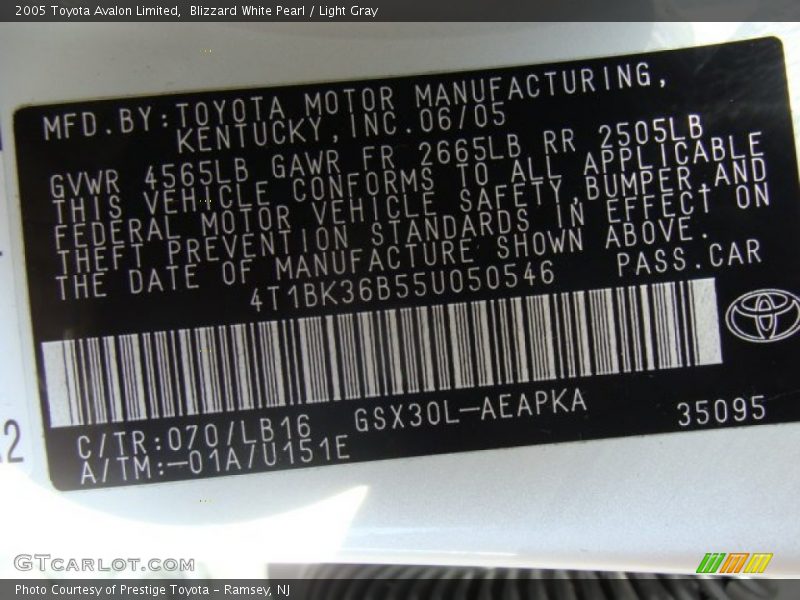 2005 Toyota Avalon Limited,  Blizzard White Pearl / Light Gray
MFD.BY:TOYOTA MOTOR MANUFACTURING,
KENTUCKY,INC.06/05
GVWR 4565LB GAWR FR 2665LB RR 2505LB
THIS VEHICLE CONFORMS TO ALL APPLICABLE
FEDERAL MOTOR VEHICLE SAFETY,BUMPER,AND
THEFT PREVENTION STANDARDS IN EFFECT ON
THE DATE OF MANUFACTURE SHOWN ABOVE.
4T1BK36B55U050546 PASS.CAR
C/TR:070/LB16 GSX30L-AEAPKA 35095
A/TM:-01A/U151E
2
GTCARLOT.COM
Photo Courtesy of Prestige Toyota - Ramsey, NJ